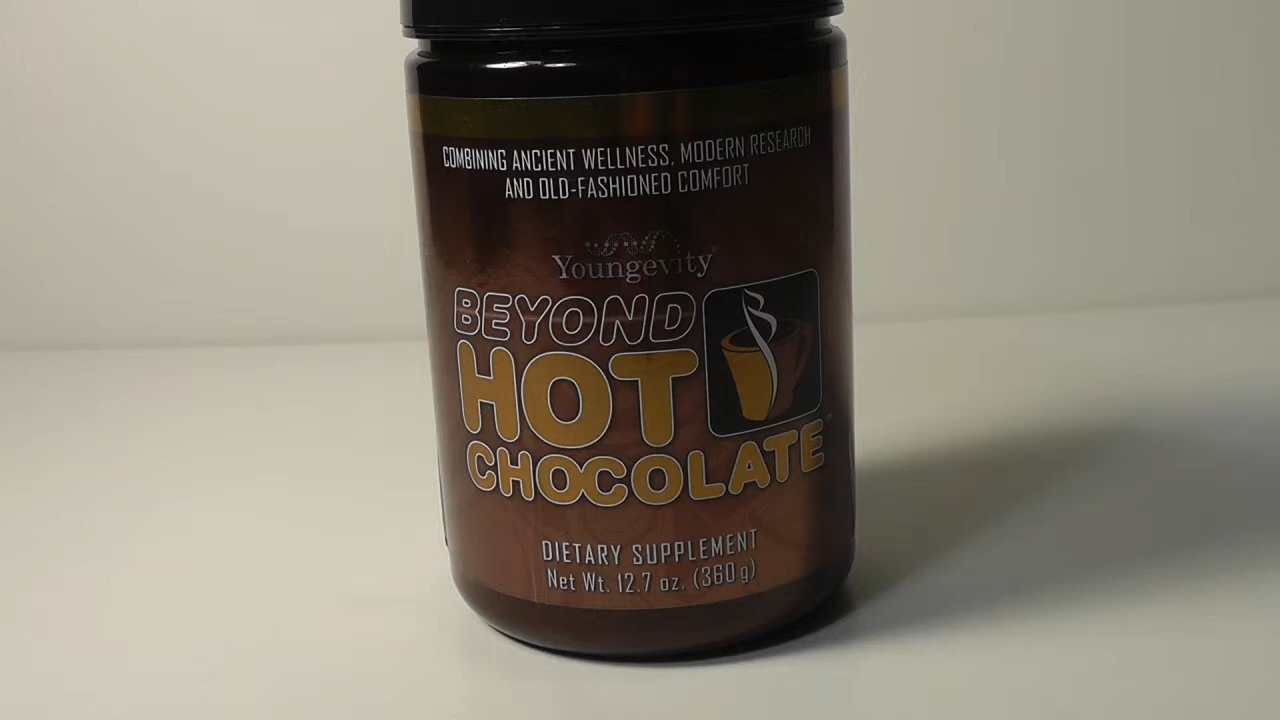 COMBINING ANCIENT WELLNESS, MODERN RESEARCH
AND OLD-FASHIONED COMFORT
Youngevity®
BEYOND
HOT
CHOCOLATE™
DIETARY SUPPLEMENT
Net Wt. 12.7 oz. (360 g)